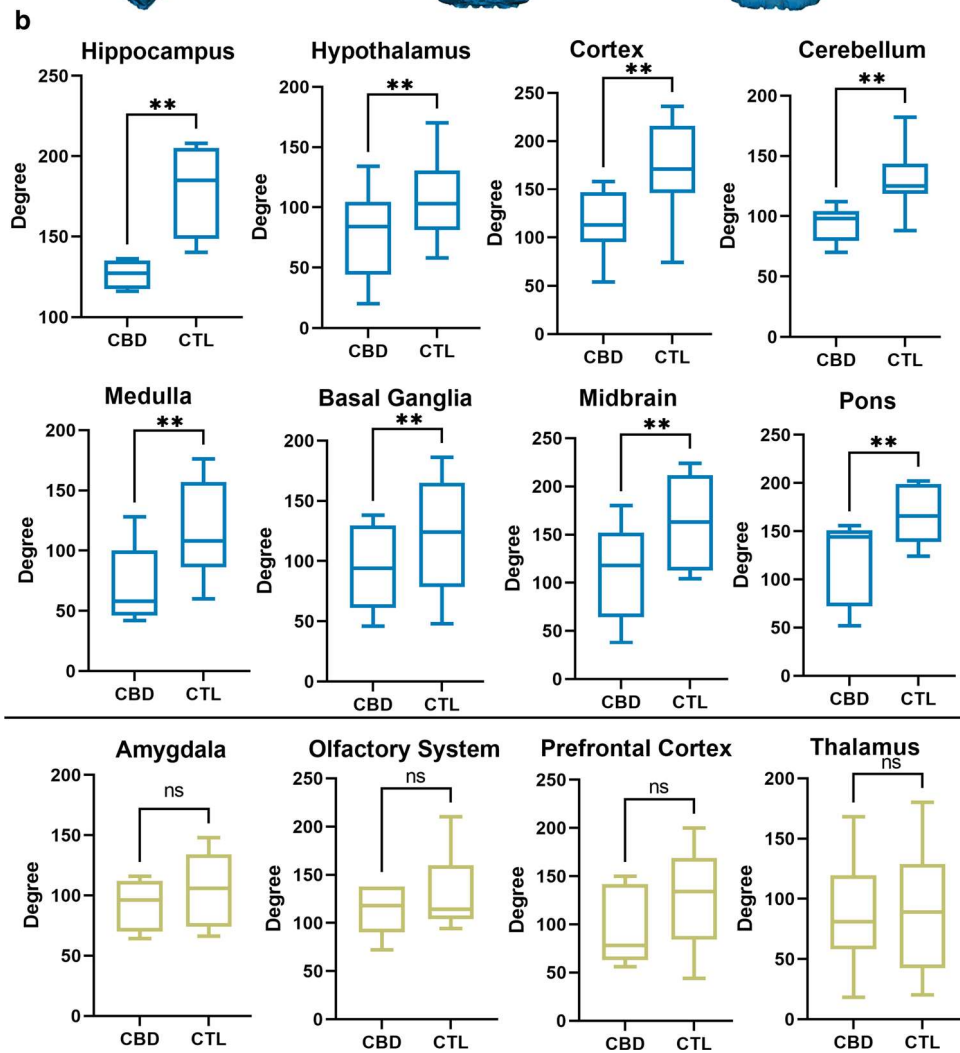 b
Hippocampus
250
200
150
100
Degree
**
CBD CTL
Hypothalamus
200
150
100
50
0
Degree
**
CBD CTL
Cortex
250
200
150
100
50
0
Degree
**
CBD CTL
Cerebellum
200
150
100
50
0
Degree
**
CBD CTL
Medulla
200
150
100
50
0
Degree
**
CBD CTL
Basal Ganglia
200
150
100
50
0
Degree
**
CBD CTL
Midbrain
250
200
150
100
50
0
Degree
**
CBD CTL
Pons
250
200
150
100
50
0
Degree
**
CBD CTL
Amygdala
200
150
100
50
0
Degree
ns
CBD CTL
Olfactory System
250
200
150
100
50
0
Degree
ns
CBD CTL
Prefrontal Cortex
250
200
150
100
50
0
Degree
ns
CBD CTL
Thalamus
200
150
100
50
0
Degree
ns
CBD CTL